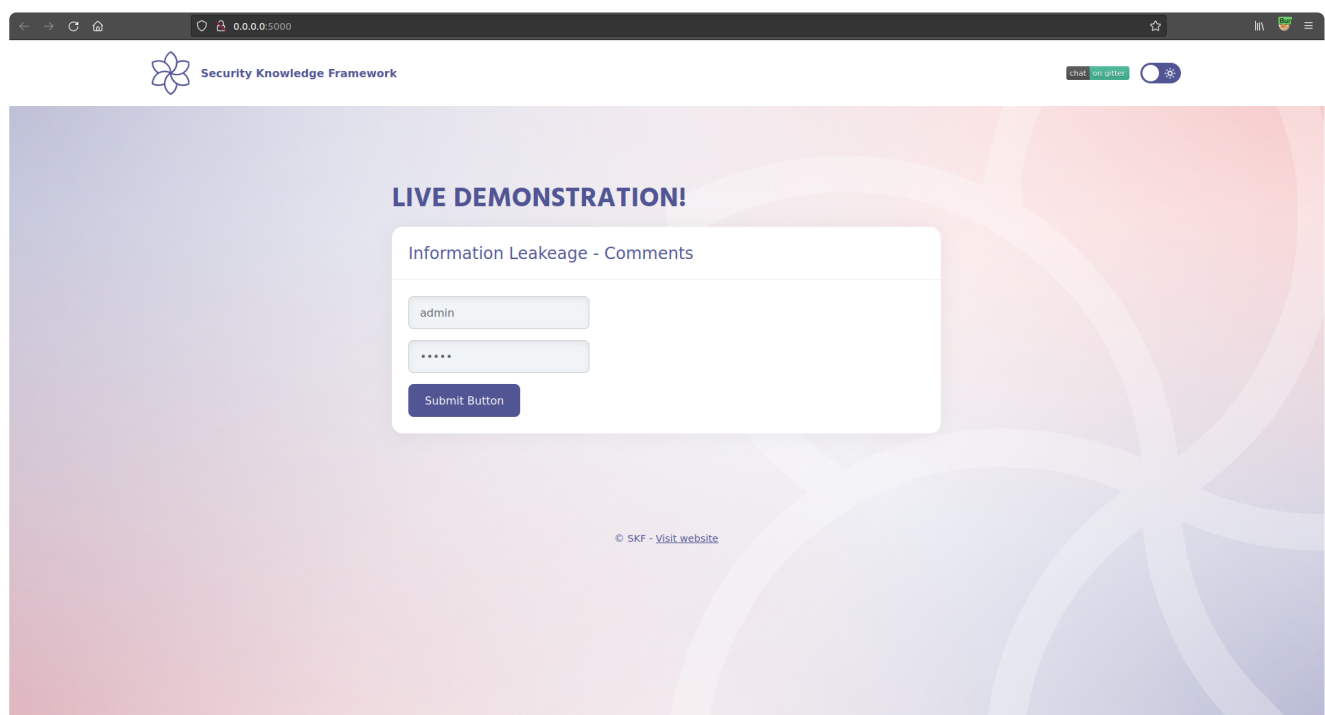 0.0.0.0:5000
Bur
Security Knowledge Framework
chat on gitter
LIVE DEMONSTRATION!
Information Leakeage - Comments
admin
•••••
Submit Button
© SKF - Visit website